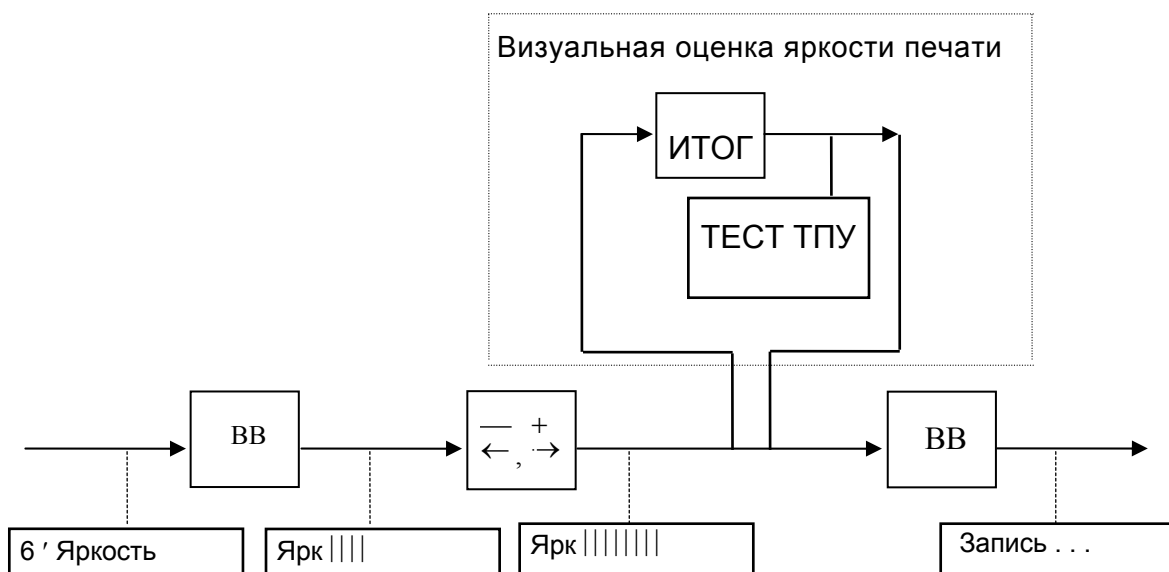 Визуальная оценка яркости печати
ИТОГ
ТЕСТ ТПУ
ВВ
— +
← , →
ВВ
6 ′ Яркость
Ярк ||||
Ярк ||||||||
Запись . . .